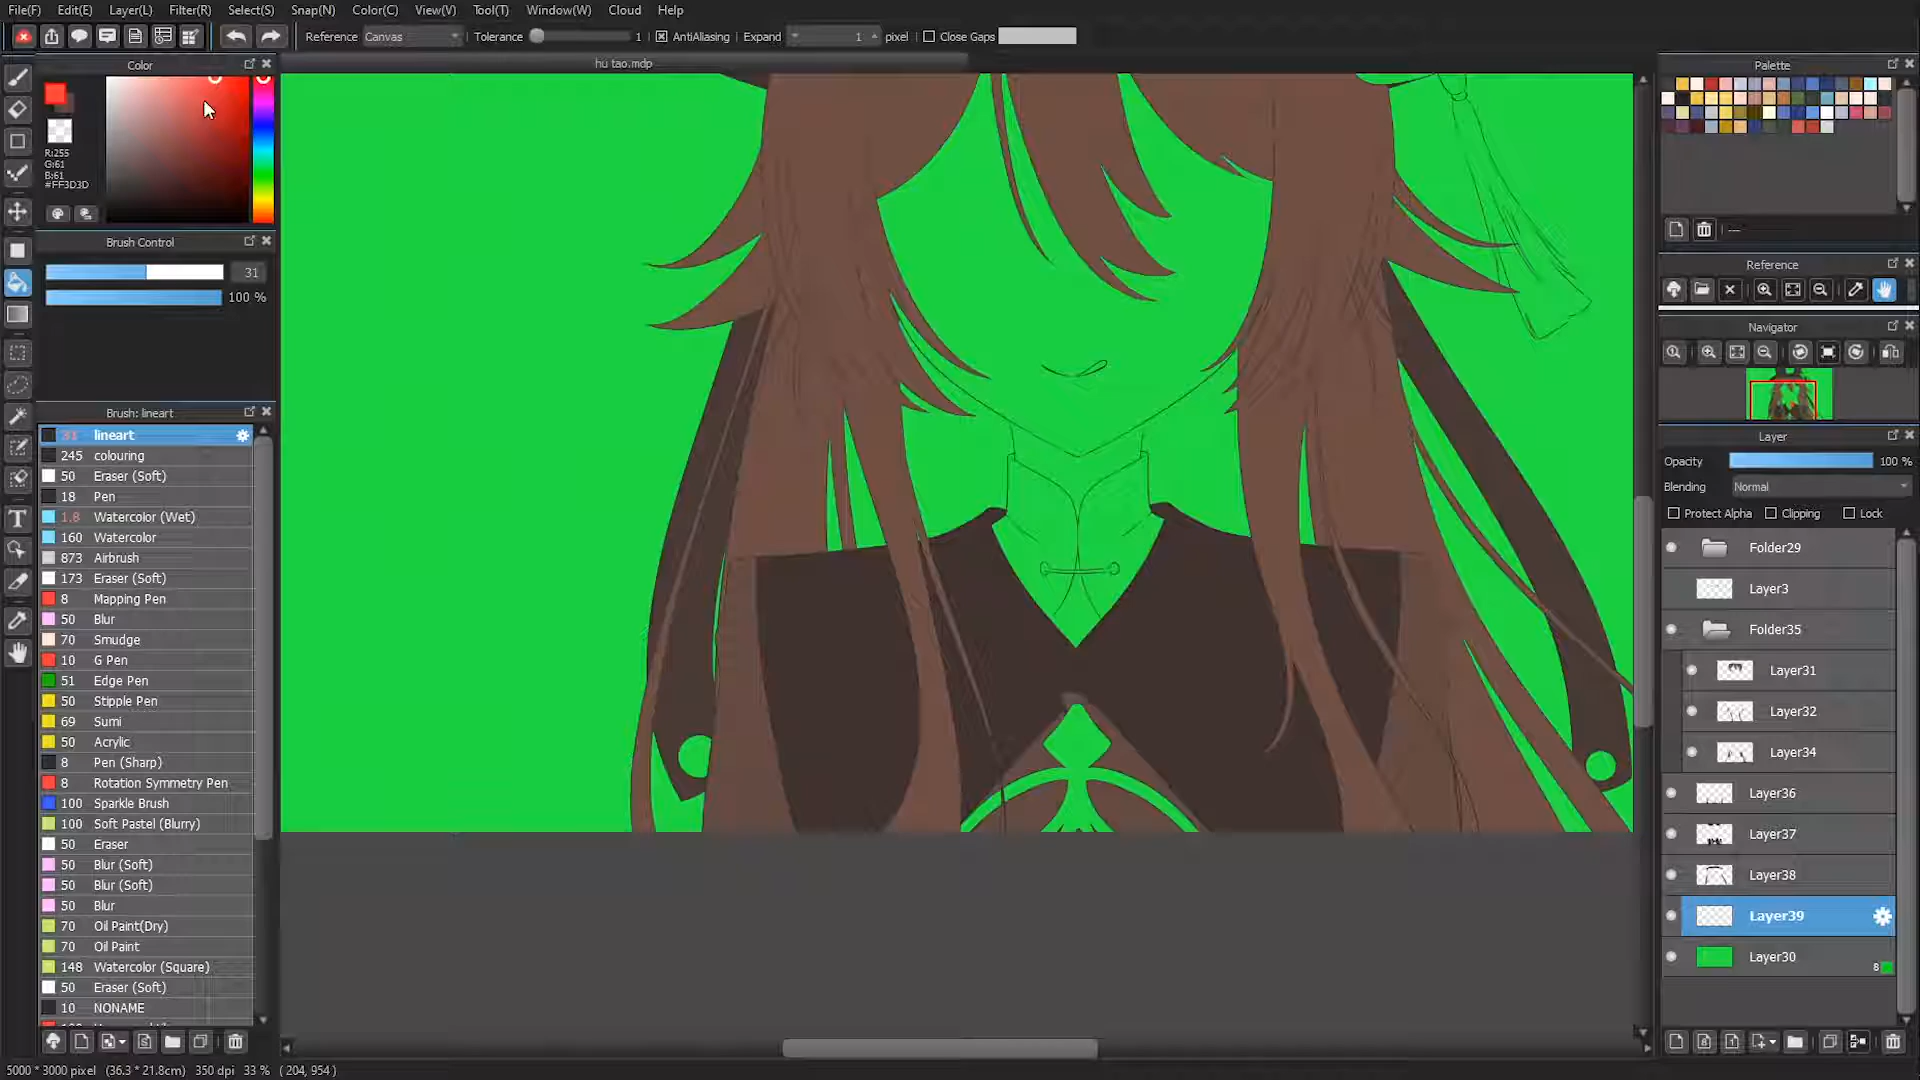 File(F) Edit(E) Layer(L) Filter(R) Select(S) Snap(N) Color(C) View(V) Tool(T) Window(W) Cloud Help
Reference Canvas Tolerance 1 AntiAliasing Expand 1 pixel Close Gaps
hu tao.mdp
Color
R:255
G:61
B:61
#FF3D3D
Brush Control
31
100 %
Brush: lineart
31 lineart
245 colouring
50 Eraser (Soft)
18 Pen
1.8 Watercolor (Wet)
160 Watercolor
873 Airbrush
173 Eraser (Soft)
8 Mapping Pen
50 Blur
70 Smudge
10 G Pen
51 Edge Pen
50 Stipple Pen
69 Sumi
50 Acrylic
8 Pen (Sharp)
8 Rotation Symmetry Pen
100 Sparkle Brush
100 Soft Pastel (Blurry)
50 Eraser
50 Blur (Soft)
50 Blur (Soft)
50 Blur
70 Oil Paint(Dry)
70 Oil Paint
148 Watercolor (Square)
50 Eraser (Soft)
10 NONAME
5000 * 3000 pixel (36.3 * 21.8cm) 350 dpi 33 % ( 204, 954 )
Palette
---
Reference
Navigator
Layer
Opacity 100 %
Blending Normal
Protect Alpha Clipping Lock
Folder29
Layer3
Folder35
Layer31
Layer32
Layer34
Layer36
Layer37
Layer38
Layer39
Layer30
8